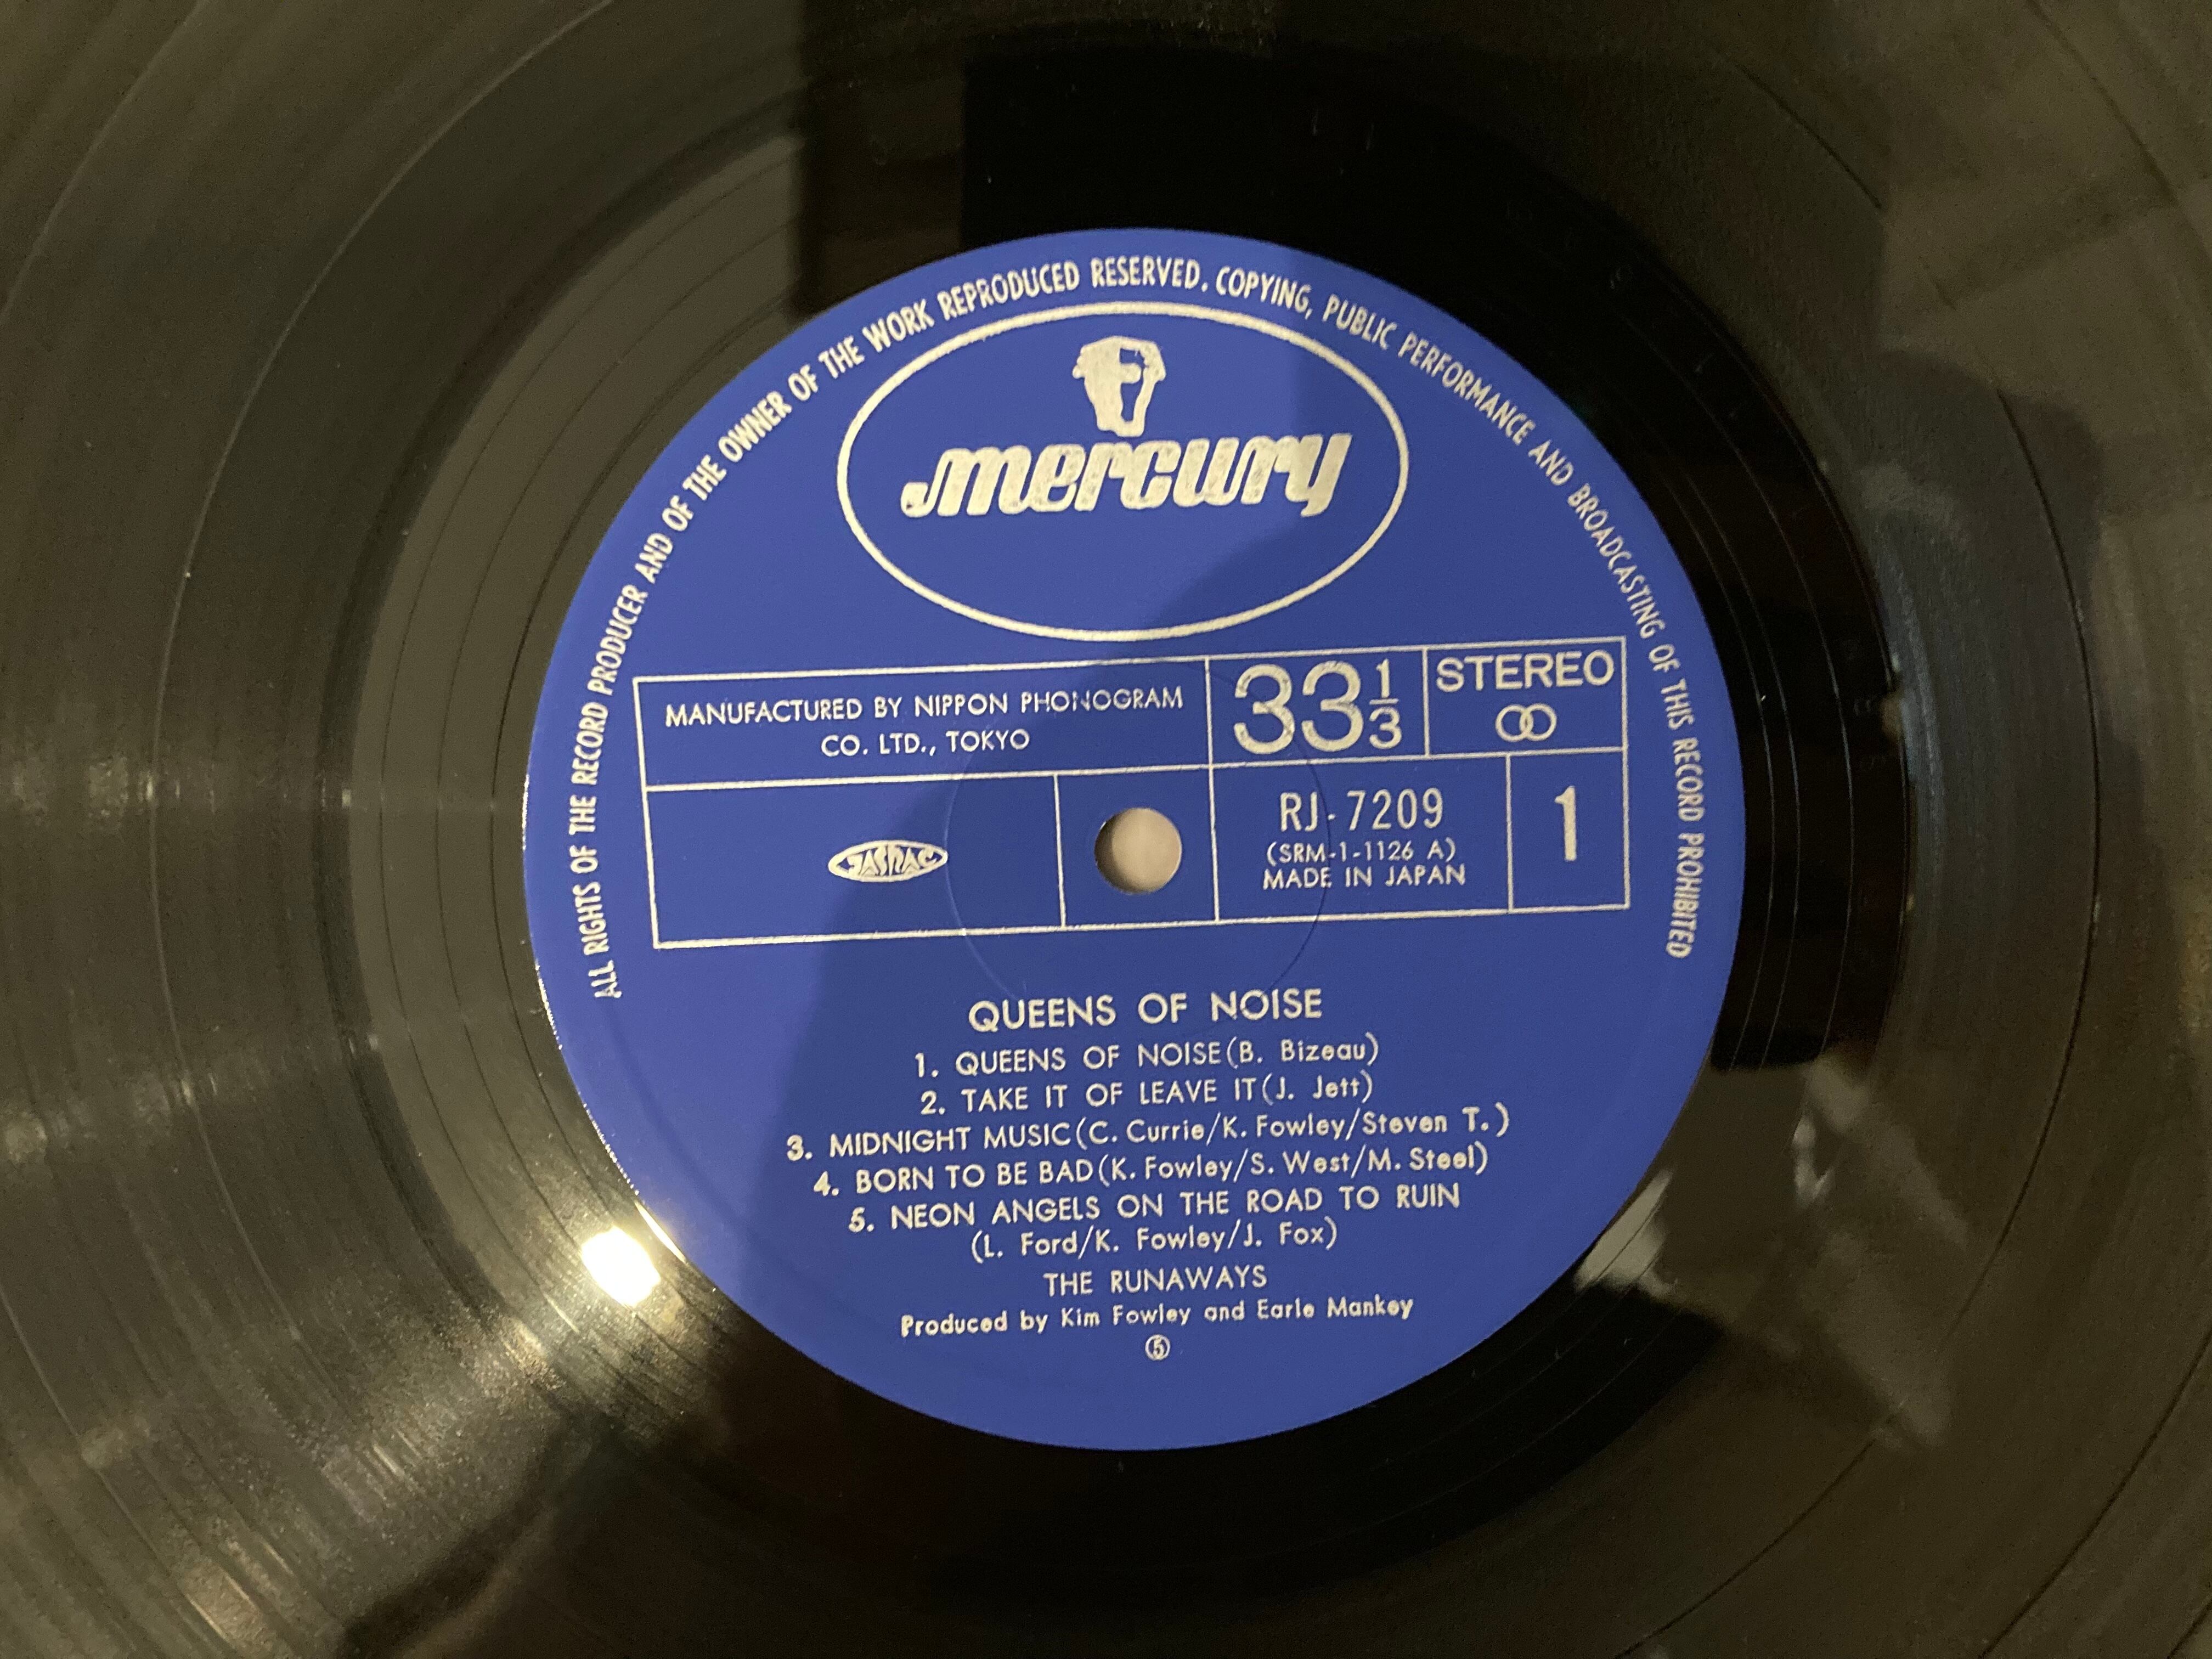 ALL RIGHTS OF THE RECORD PRODUCER AND OF THE OWNER OF THE WORK REPRODUCED RESERVED. COPYING, PUBLIC PERFORMANCE AND BROADCASTING OF THIS RECORD PROHIBITED
mercury
MANUFACTURED BY NIPPON PHONOGRAM
CO. LTD., TOKYO
33 1/3
STEREO
JASRAC
RJ-7209
(SRM-1-1126 A)
MADE IN JAPAN
1
QUEENS OF NOISE
1. QUEENS OF NOISE(B. Bizeau)
2. TAKE IT OF LEAVE IT(J. Jett)
3. MIDNIGHT MUSIC(C. Currie/K. Fowley/Steven T.)
4. BORN TO BE BAD(K. Fowley/S. West/M. Steel)
5. NEON ANGELS ON THE ROAD TO RUIN
(L. Ford/K. Fowley/J. Fox)
THE RUNAWAYS
Produced by Kim Fowley and Earle Mankey
⑤